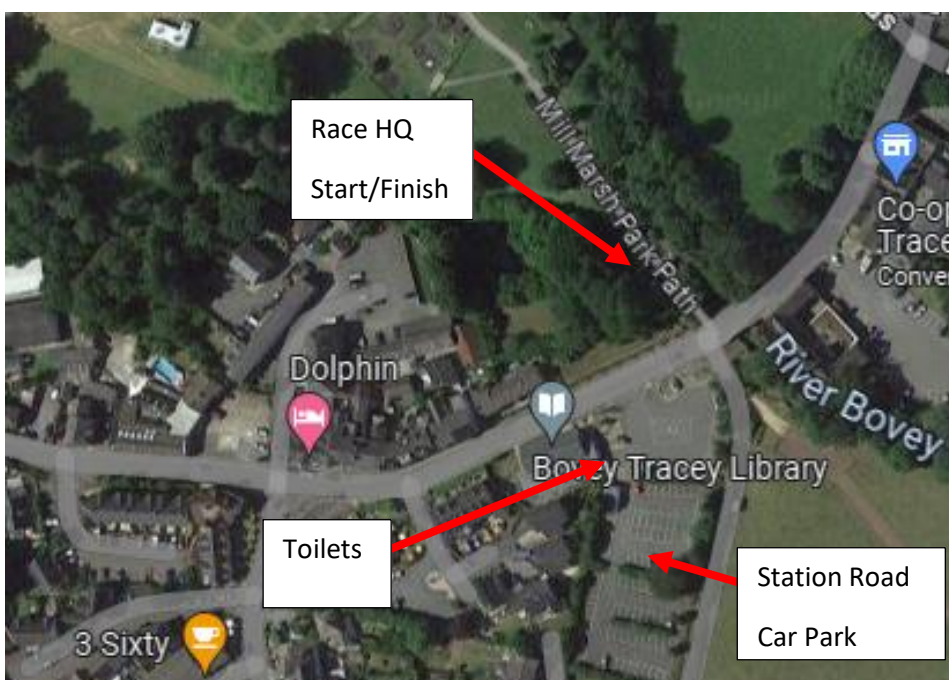 us
Race HQ
Start/Finish
Mill Marsh Park Path
Co-op
Trace
Conve
River Bovey
Dolphin
Bovey Tracey Library
Toilets
Station Road
Car Park
3 Sixty